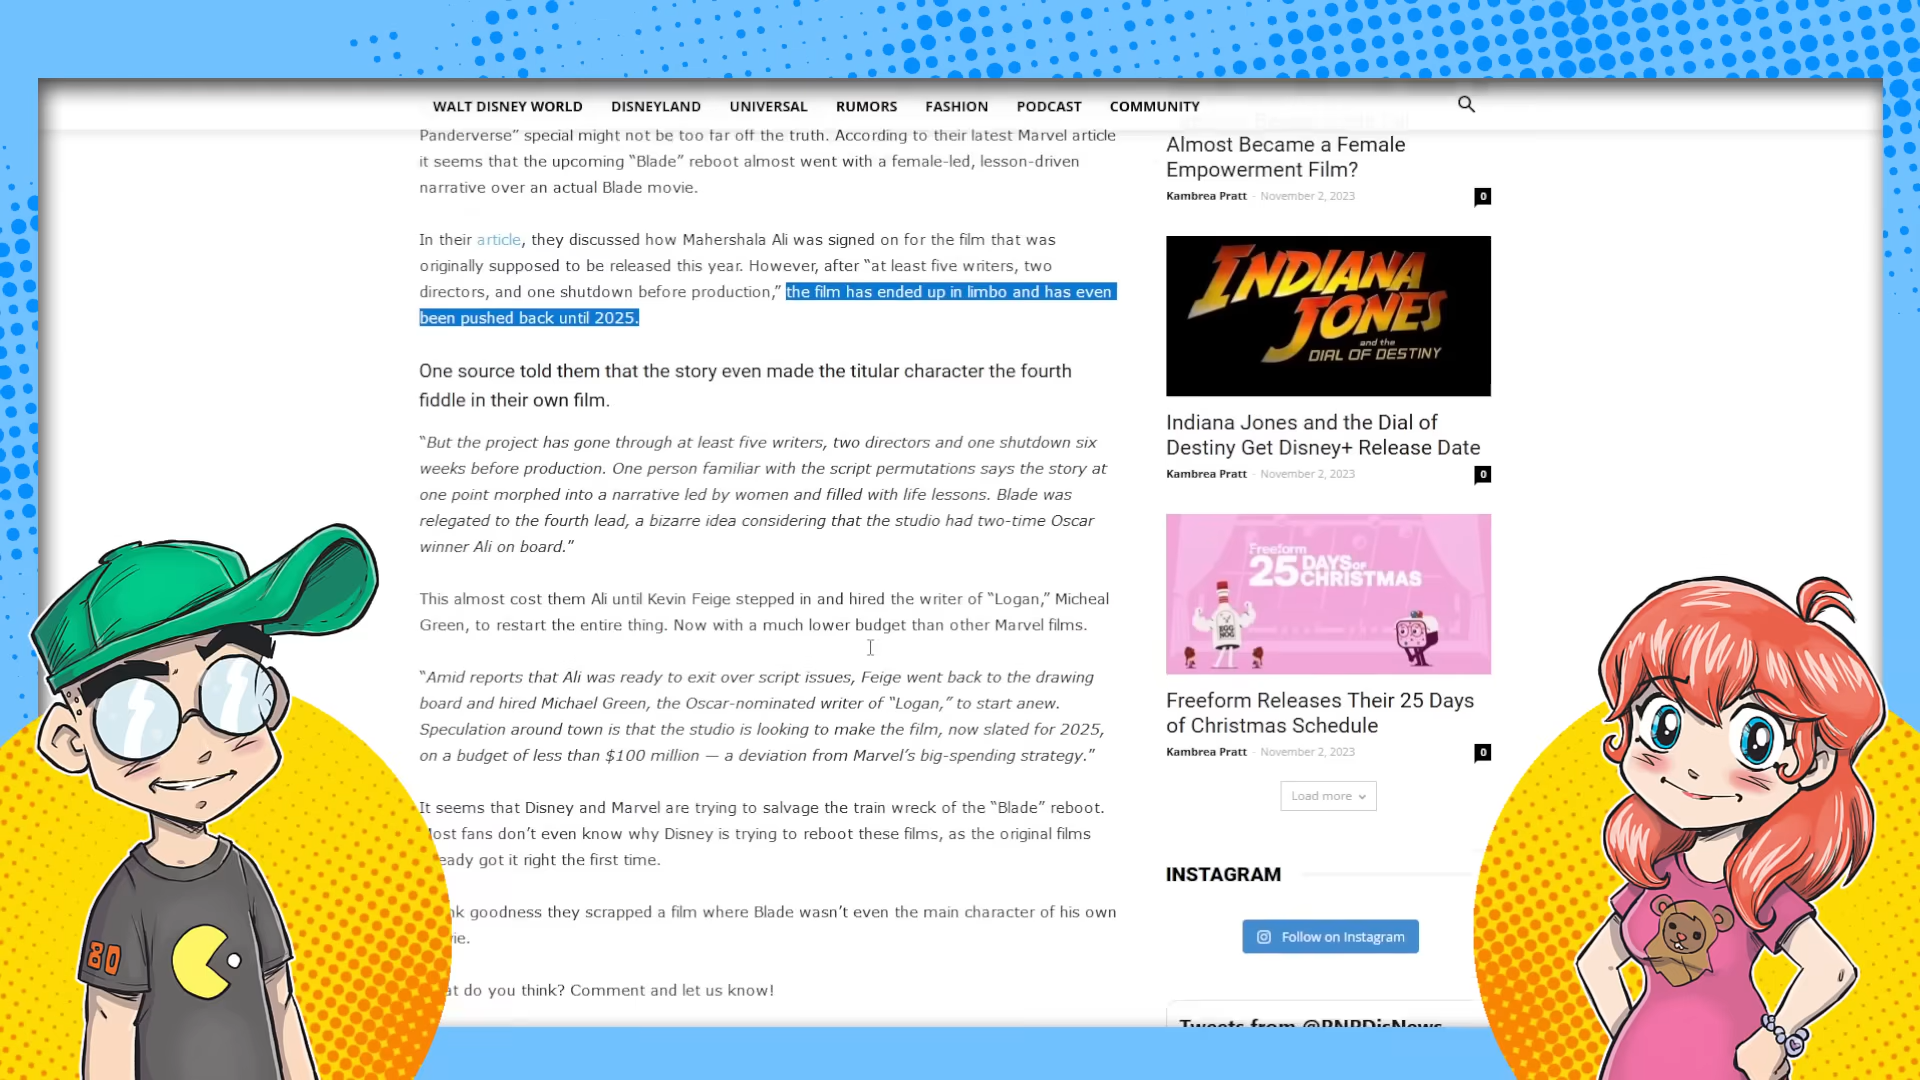 WALT DISNEY WORLD DISNEYLAND UNIVERSAL RUMORS FASHION PODCAST COMMUNITY
Panderverse” special might not be too far off the truth. According to their latest Marvel article
it seems that the upcoming “Blade” reboot almost went with a female-led, lesson-driven
narrative over an actual Blade movie.
In their article, they discussed how Mahershala Ali was signed on for the film that was
originally supposed to be released this year. However, after “at least five writers, two
directors, and one shutdown before production,” the film has ended up in limbo and has even
been pushed back until 2025.
One source told them that the story even made the titular character the fourth
fiddle in their own film.
“But the project has gone through at least five writers, two directors and one shutdown six
weeks before production. One person familiar with the script permutations says the story at
one point morphed into a narrative led by women and filled with life lessons. Blade was
relegated to the fourth lead, a bizarre idea considering that the studio had two-time Oscar
winner Ali on board.”
This almost cost them Ali until Kevin Feige stepped in and hired the writer of “Logan,” Micheal
Green, to restart the entire thing. Now with a much lower budget than other Marvel films.
“Amid reports that Ali was ready to exit over script issues, Feige went back to the drawing
board and hired Michael Green, the Oscar-nominated writer of “Logan,” to start anew.
Speculation around town is that the studio is looking to make the film, now slated for 2025,
on a budget of less than $100 million — a deviation from Marvel’s big-spending strategy.”
It seems that Disney and Marvel are trying to salvage the train wreck of the “Blade” reboot.
ost fans don’t even know why Disney is trying to reboot these films, as the original films
eady got it right the first time.
nk goodness they scrapped a film where Blade wasn’t even the main character of his own
ie.
at do you think? Comment and let us know!
Almost Became a Female
Empowerment Film?
Kambrea Pratt - November 2, 2023 0
INDIANA
JONES
and the
DIAL OF DESTINY
Indiana Jones and the Dial of
Destiny Get Disney+ Release Date
Kambrea Pratt - November 2, 2023 0
Freeform
25 DAYS OF
CHRISTMAS
EGG
NOG
Freeform Releases Their 25 Days
of Christmas Schedule
Kambrea Pratt - November 2, 2023 0
Load more
INSTAGRAM
Follow on Instagram
Tweets from @PNPDisNews
80